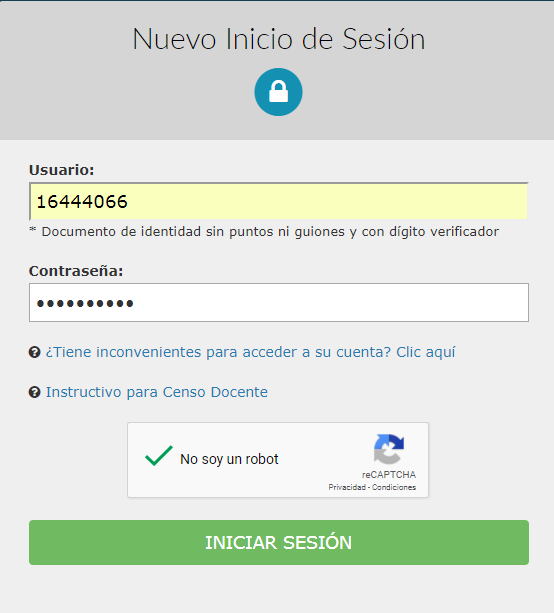 Nuevo Inicio de Sesión
Usuario:
16444066
* Documento de identidad sin puntos ni guiones y con dígito verificador
Contraseña:
••••••••••
¿Tiene inconvenientes para acceder a su cuenta? Clic aquí
Instructivo para Censo Docente
No soy un robot
reCAPTCHA
Privacidad - Condiciones
INICIAR SESIÓN